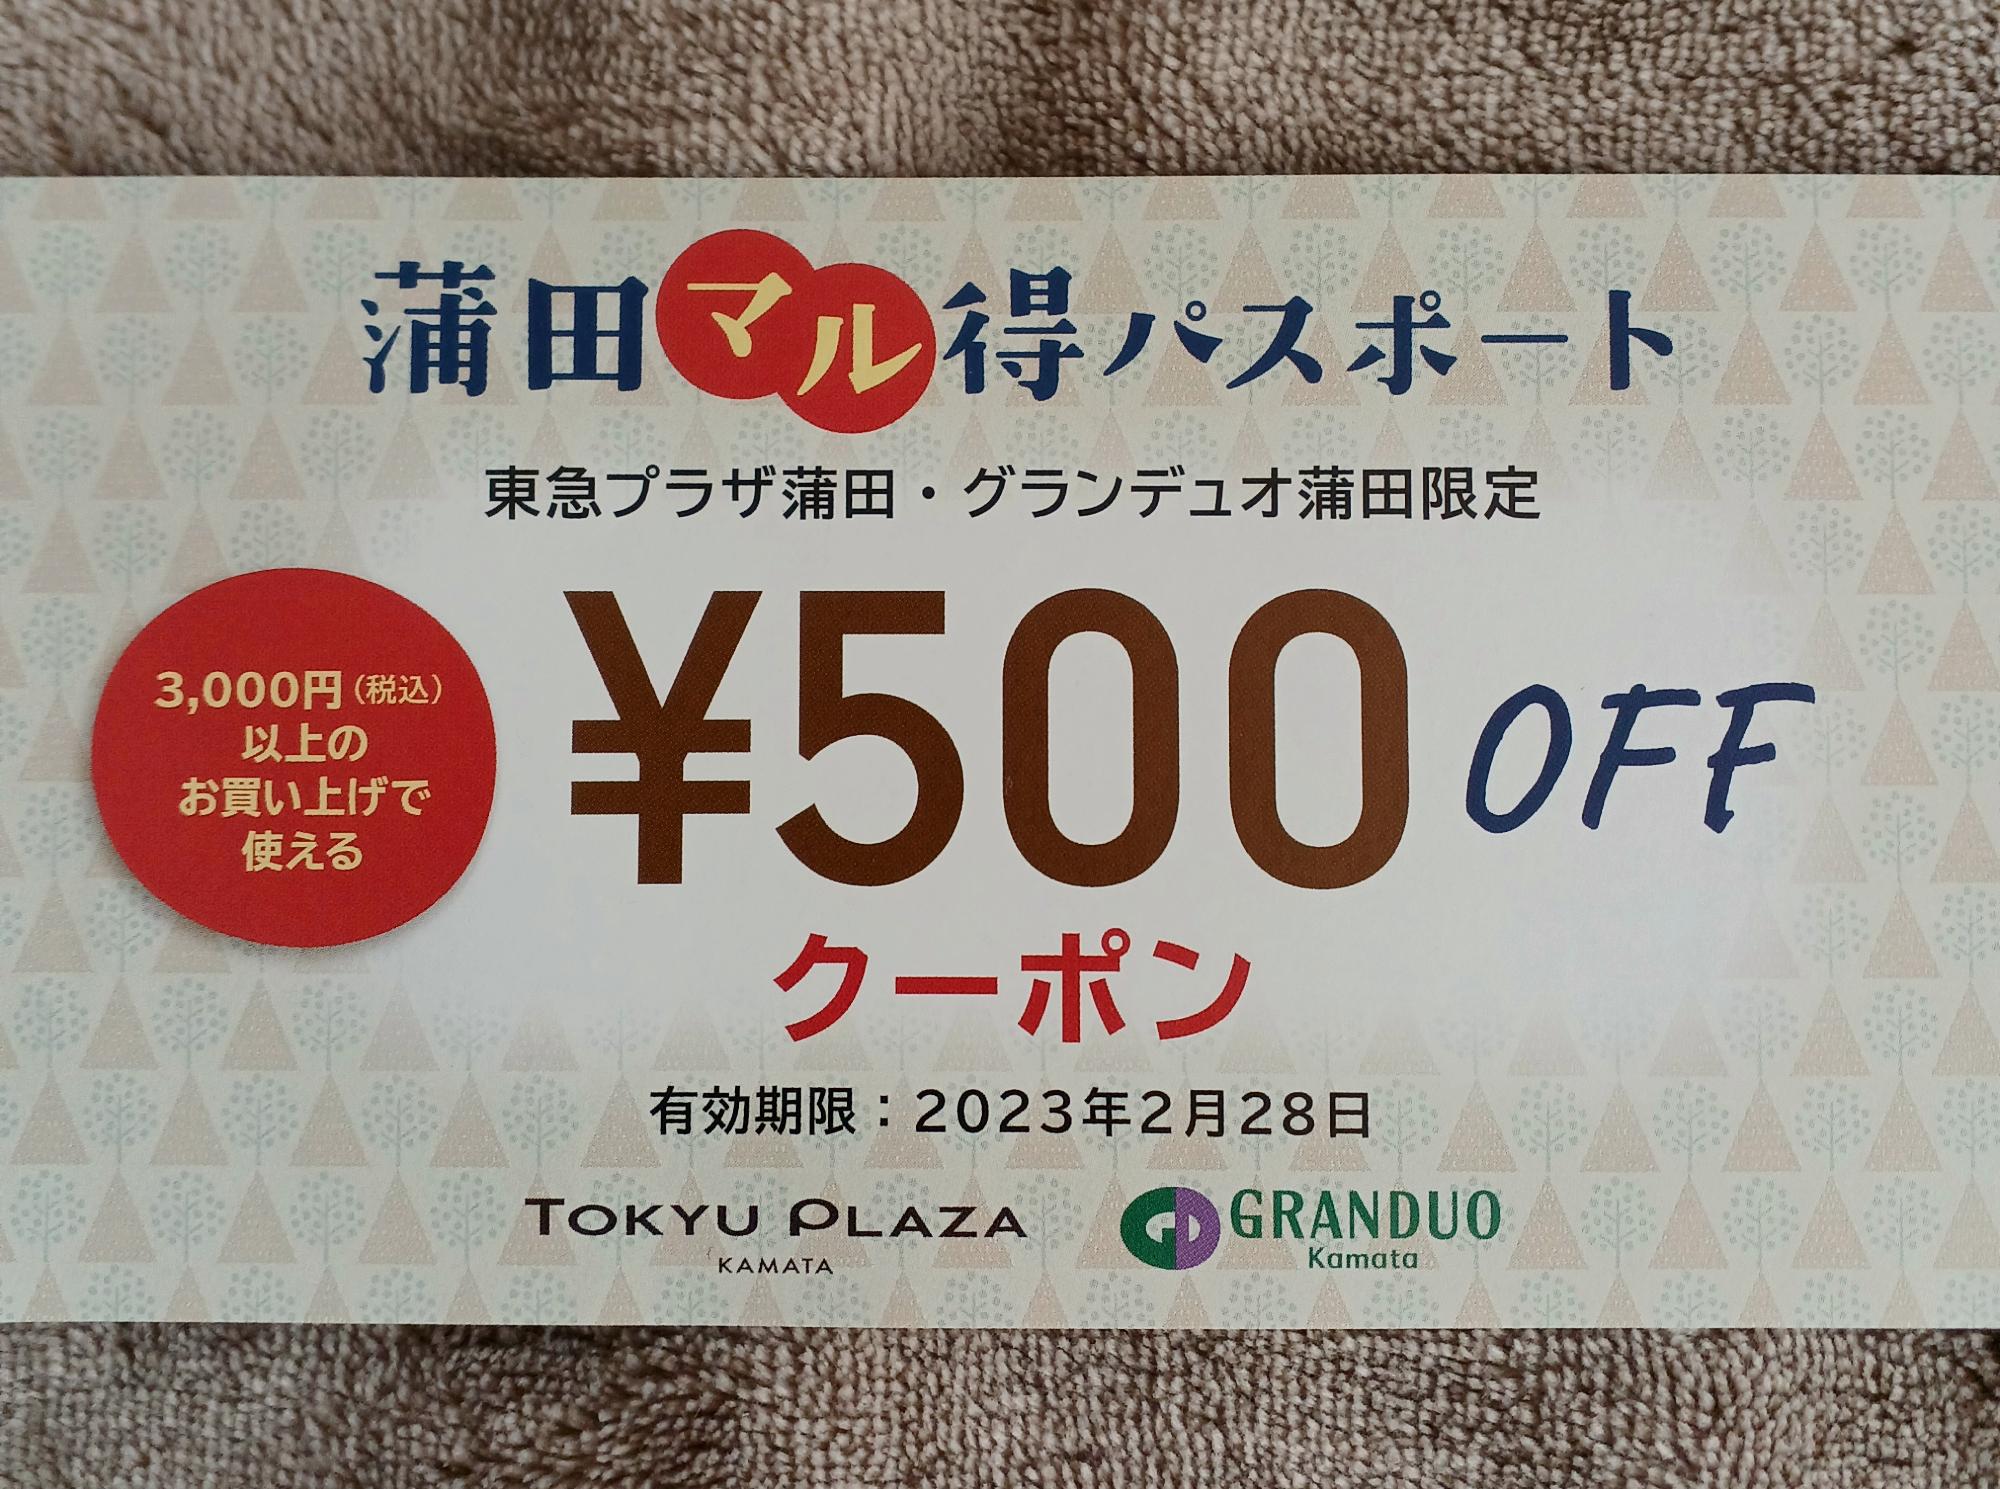 蒲田マル得パスポート
東急プラザ蒲田・グランデュオ蒲田限定
3,000円(税込)
以上の
お買い上げで
使える
¥500 OFF
クーポン
有効期限：2023年2月28日
TOKYU PLAZA
KAMATA
GD GRANDUO
Kamata